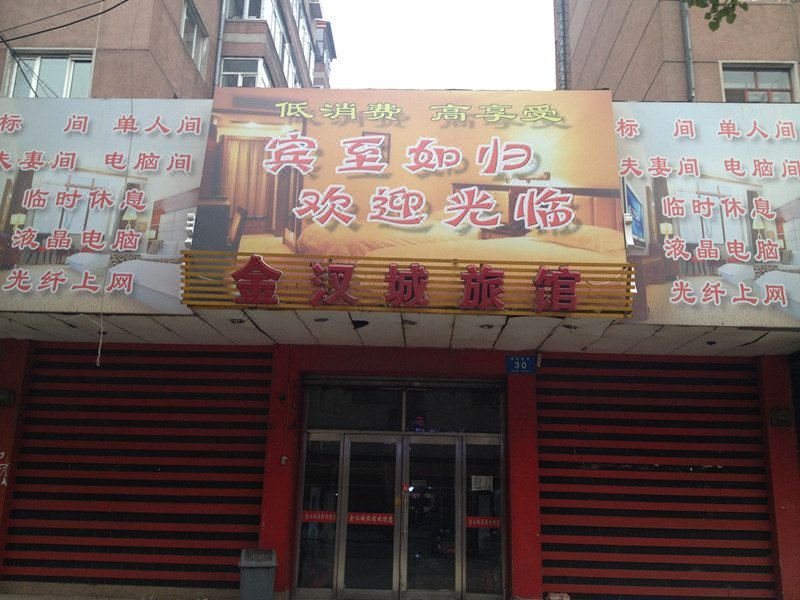 低消费 高享爱
宾至如归
欢迎光临
金汉城旅馆
标 间 单人间
夫妻间 电脑间
临时休息
液晶电脑
光纤上网
标 间 单人间
夫妻间 电脑间
临时休息
液晶电脑
光纤上网
30